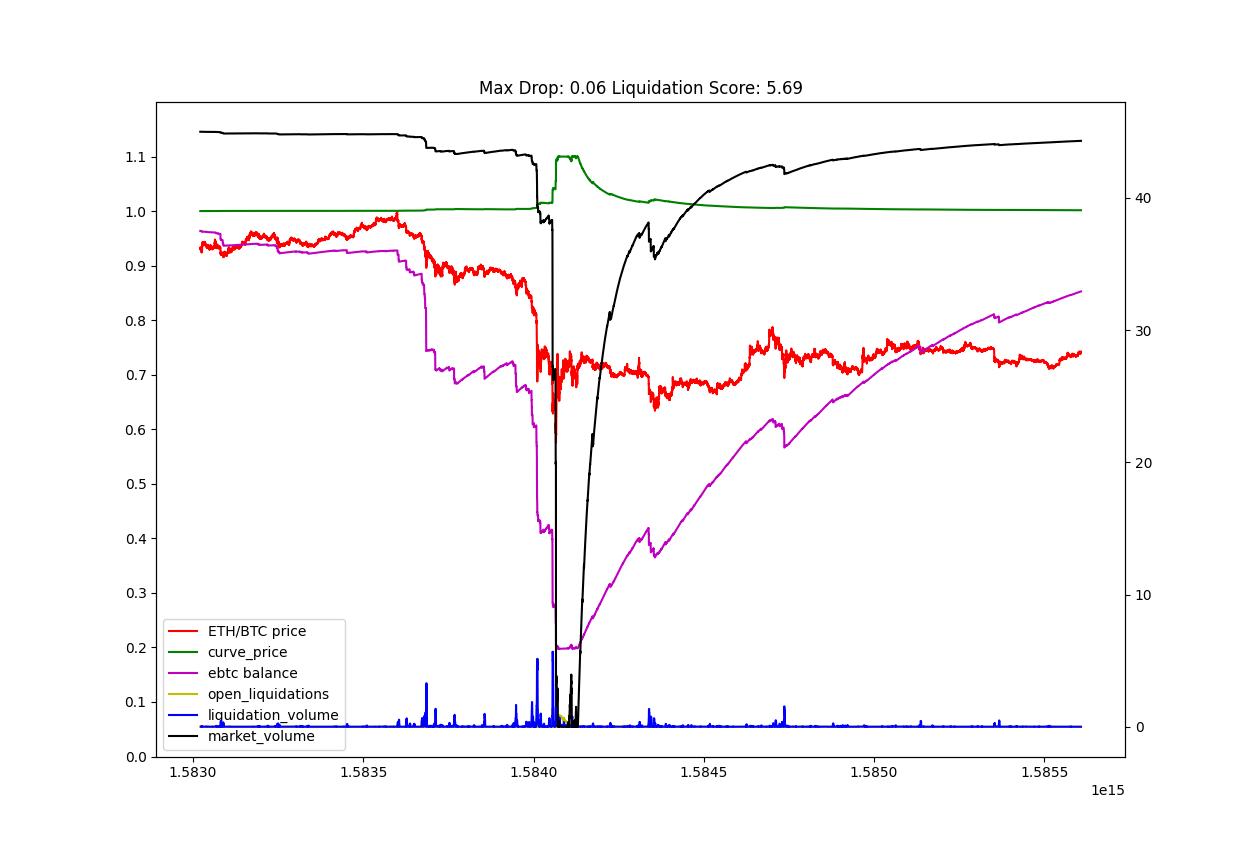 Max Drop: 0.06 Liquidation Score: 5.69
1.1
1.0
0.9
0.8
0.7
0.6
0.5
0.4
0.3
0.2
0.1
0.0
40
30
20
10
0
ETH/BTC price
curve_price
ebtc balance
open_liquidations
liquidation_volume
market_volume
1.5830 1.5835 1.5840 1.5845 1.5850 1.5855
1e15